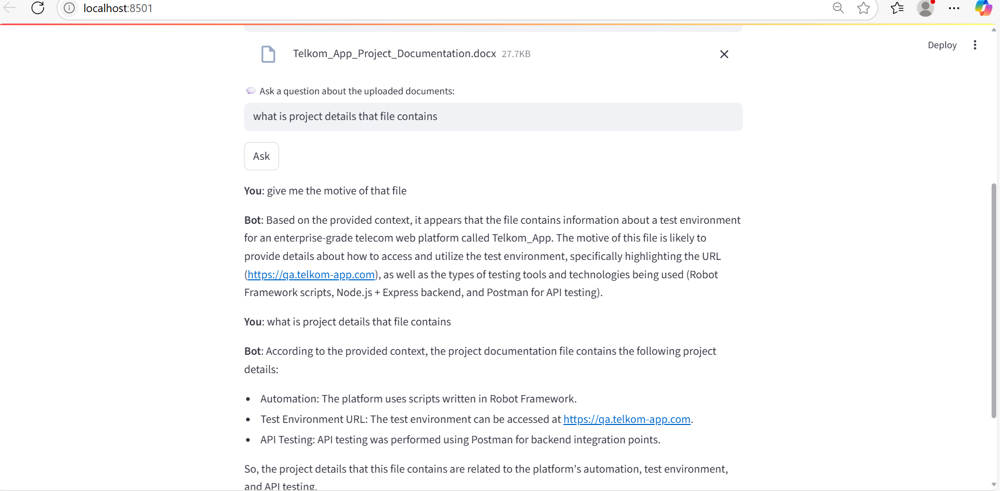 localhost:8501
Deploy
Telkom_App_Project_Documentation.docx 27.7KB
Ask a question about the uploaded documents:
what is project details that file contains
Ask
You: give me the motive of that file
Bot: Based on the provided context, it appears that the file contains information about a test environment
for an enterprise-grade telecom web platform called Telkom_App. The motive of this file is likely to
provide details about how to access and utilize the test environment, specifically highlighting the URL
(https://qa.telkom-app.com), as well as the types of testing tools and technologies being used (Robot
Framework scripts, Node.js + Express backend, and Postman for API testing).
You: what is project details that file contains
Bot: According to the provided context, the project documentation file contains the following project
details:
• Automation: The platform uses scripts written in Robot Framework.
• Test Environment URL: The test environment can be accessed at https://qa.telkom-app.com.
• API Testing: API testing was performed using Postman for backend integration points.
So, the project details that this file contains are related to the platform's automation, test environment,
and API testing.